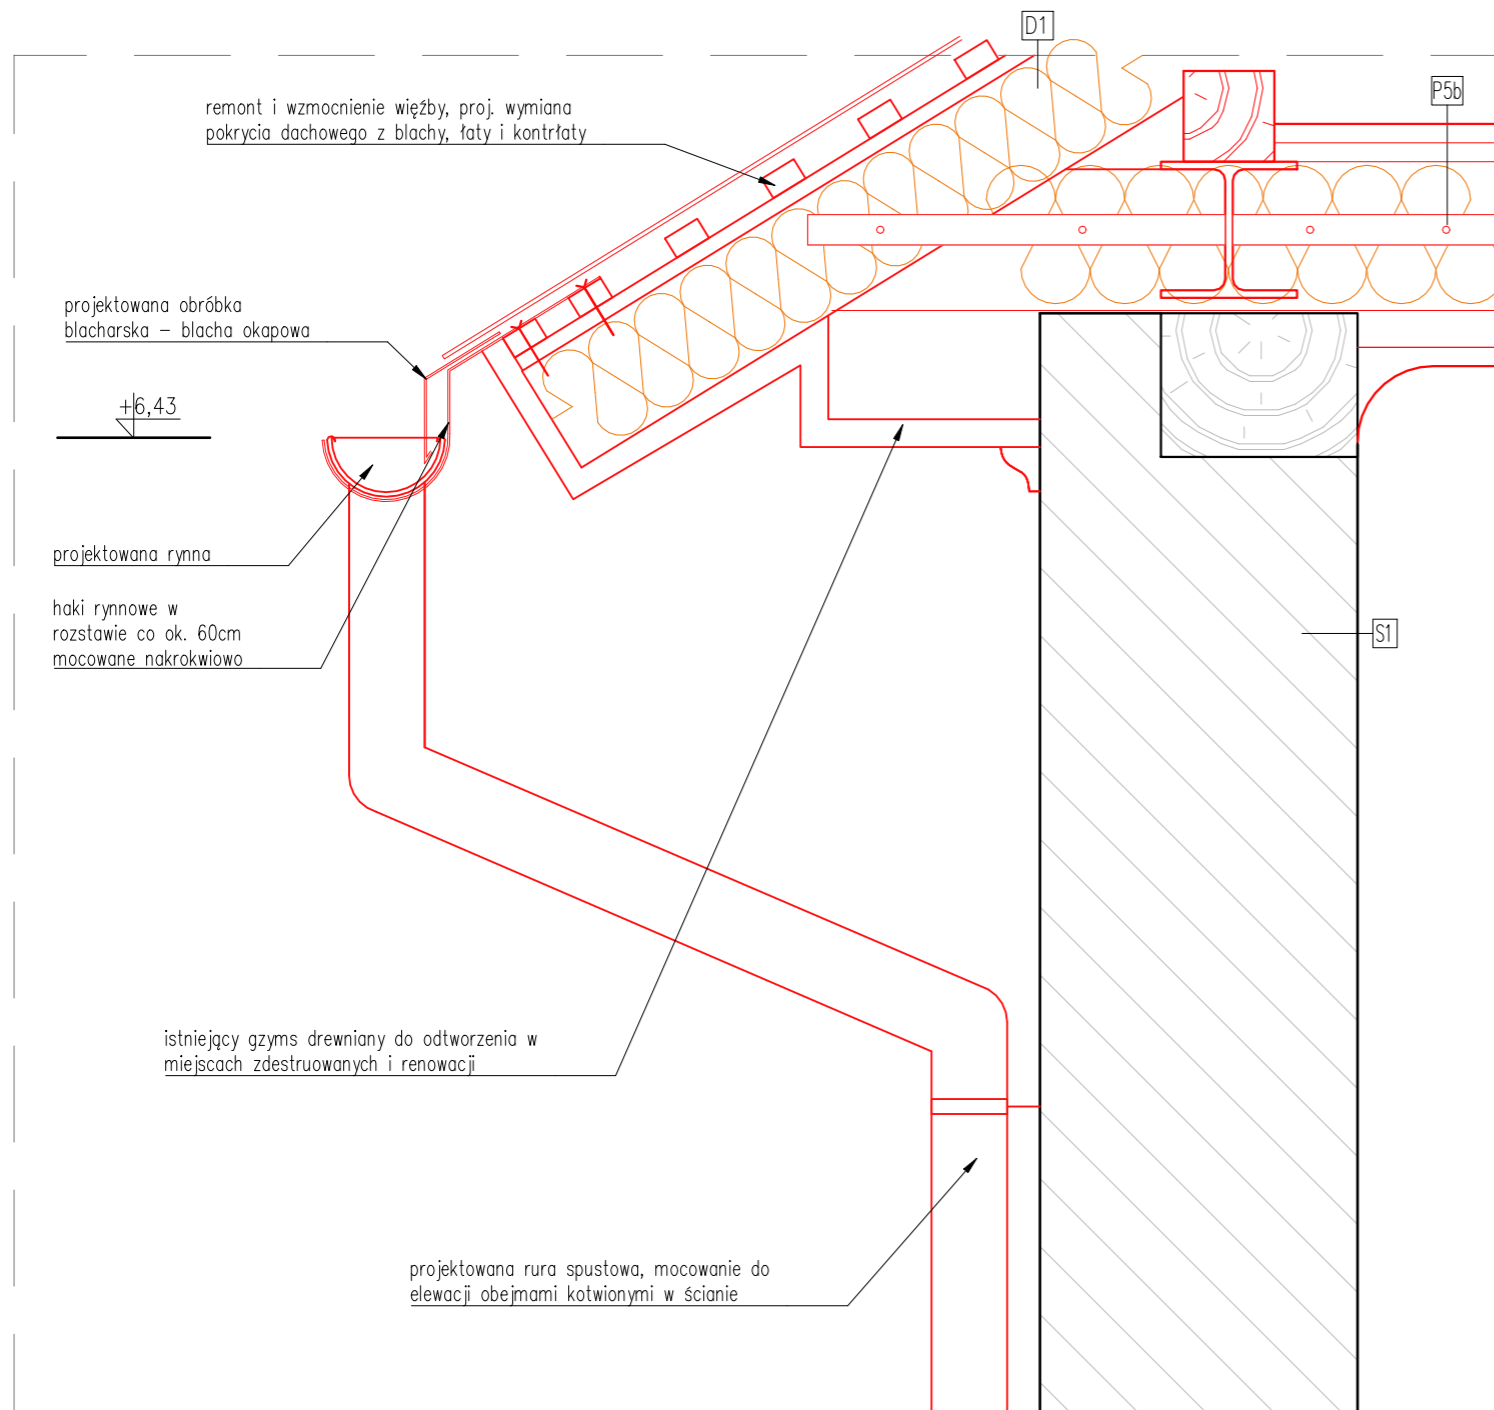 D1
P5b
remont i wzmocnienie więźby, proj. wymiana
pokrycia dachowego z blachy, łaty i kontrłaty
projektowana obróbka
blacharska – blacha okapowa
+6,43
projektowana rynna
haki rynnowe w
rozstawie co ok. 60cm
mocowane nakrokwiowo
S1
istniejący gzyms drewniany do odtworzenia w
miejscach zdestruowanych i renowacji
projektowana rura spustowa, mocowanie do
elewacji obejmami kotwionymi w ścianie